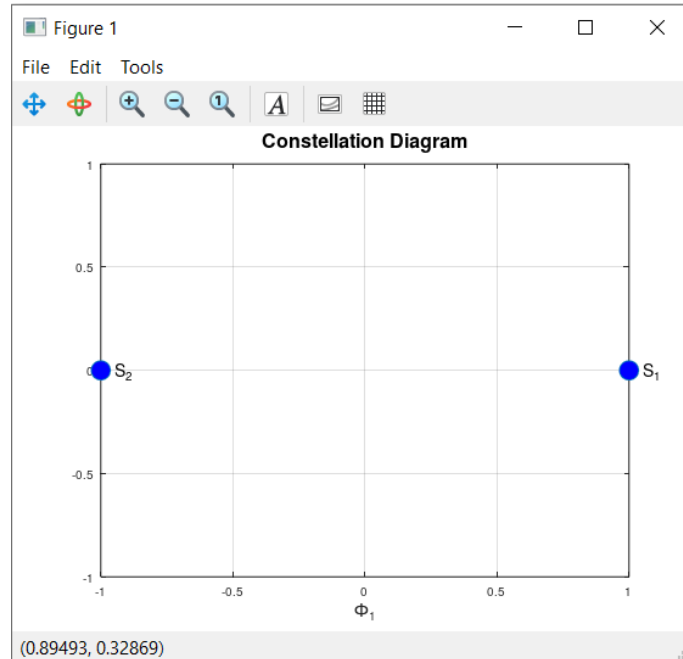 Figure 1
File Edit Tools
1 A
Constellation Diagram
1
0.5
0 S₂ S₁
-0.5
-1
-1 -0.5 0 0.5 1
Φ₁
(0.89493, 0.32869)